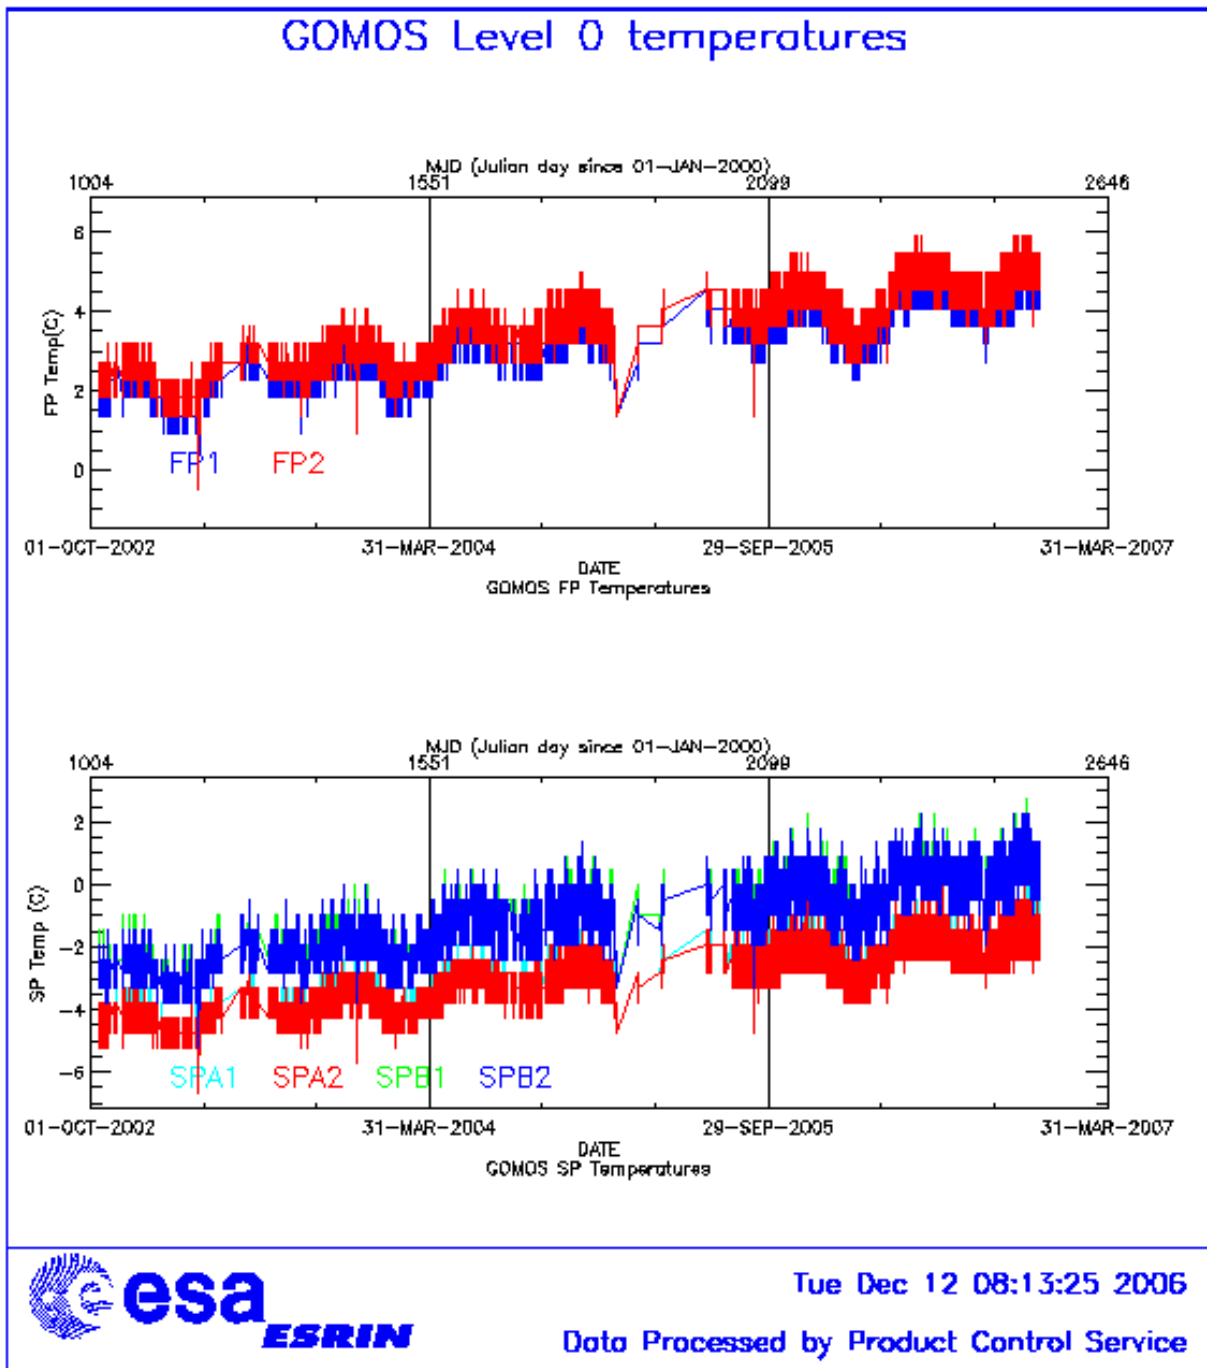 GOMOS Level 0 temperatures
MJD (Julian day since 01-JAN-2000)
1004 1551 2099 2646
6
4
2
0
FP Temp(C)
FP1 FP2
01-OCT-2002 31-MAR-2004 29-SEP-2005 31-MAR-2007
DATE
GOMOS FP Temperatures
MJD (Julian day since 01-JAN-2000)
1004 1551 2099 2646
2
0
-2
-4
-6
SP Temp (C)
SPA1 SPA2 SPB1 SPB2
01-OCT-2002 31-MAR-2004 29-SEP-2005 31-MAR-2007
DATE
GOMOS SP Temperatures
esa
ESRIN
Tue Dec 12 08:13:25 2006
Data Processed by Product Control Service